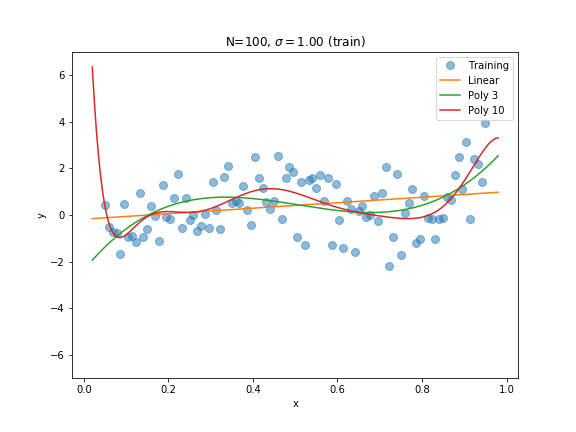 N=100, σ = 1.00 (train)
Training
Linear
Poly 3
Poly 10
6
4
2
0
−2
−4
−6
y
0.0 0.2 0.4 0.6 0.8 1.0
x